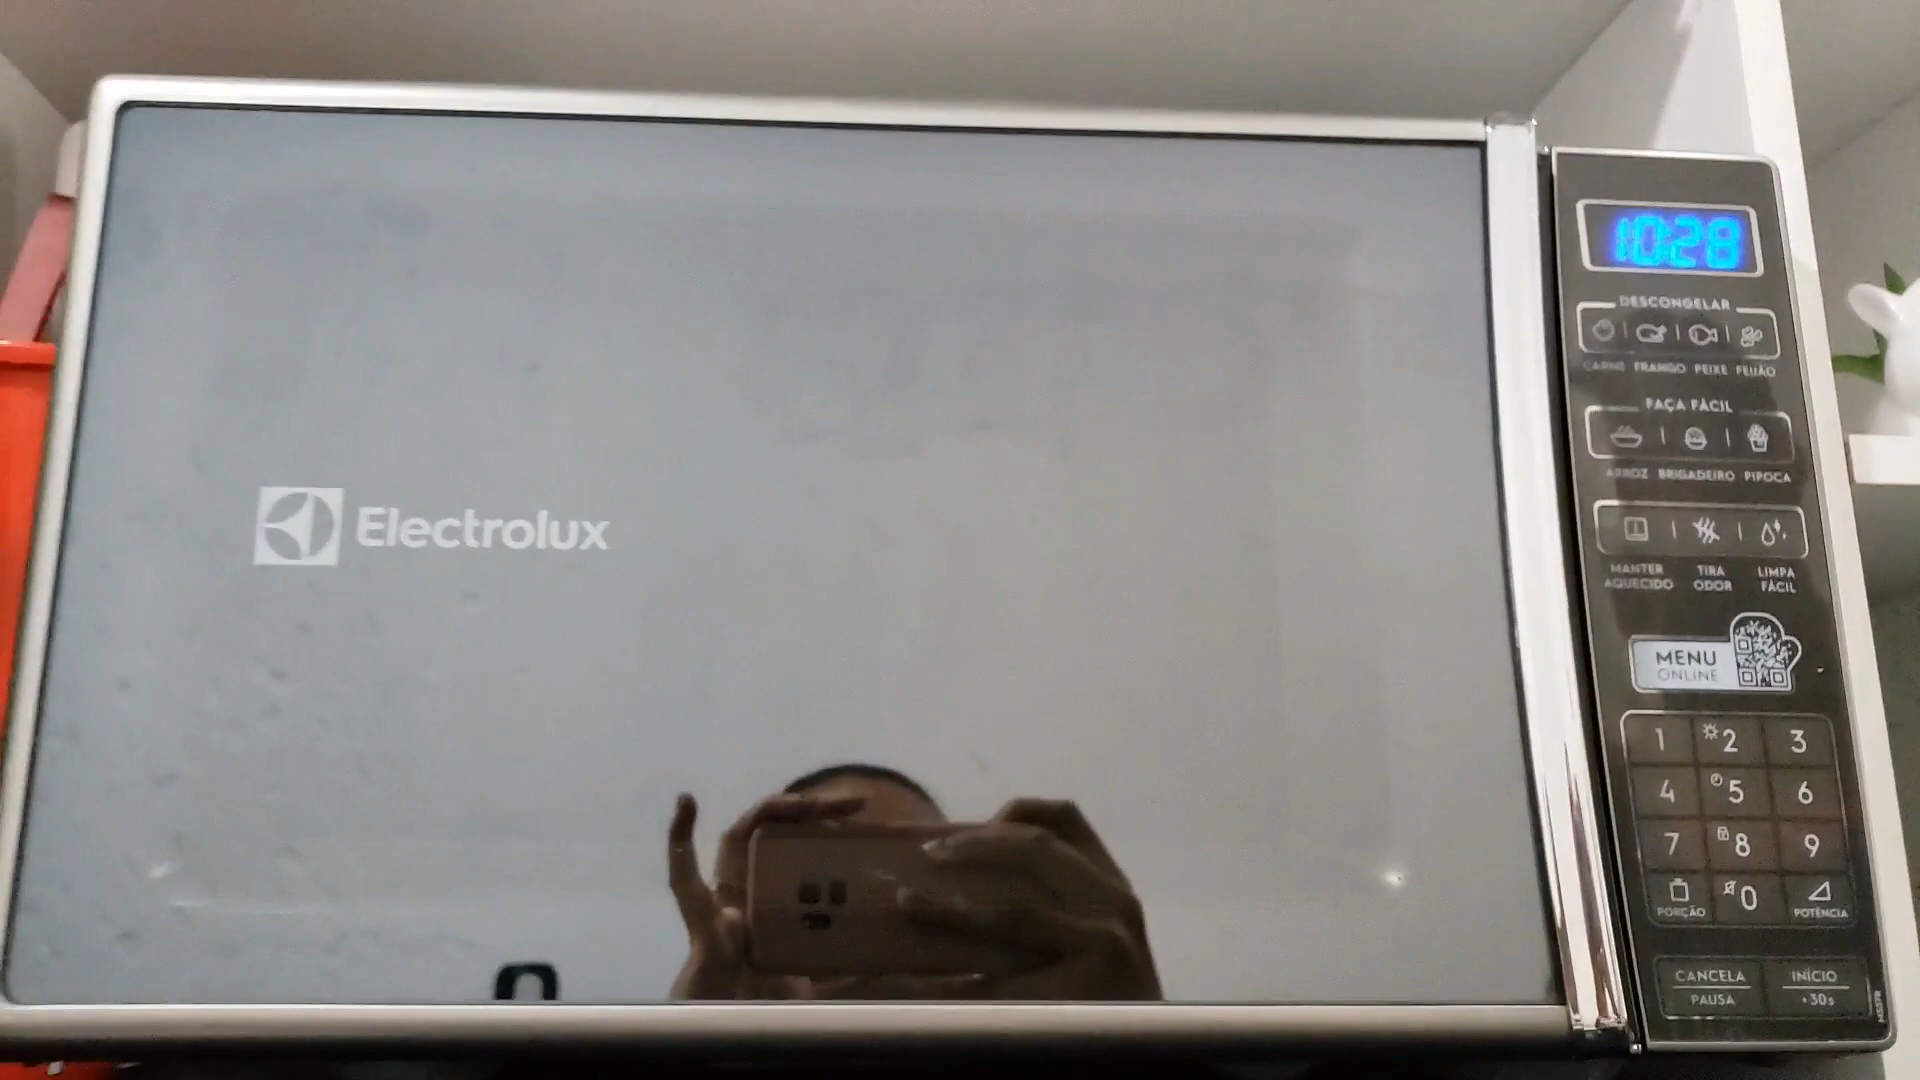 Electrolux
10:28
DESCONGELAR
CARNE FRANGO PEIXE FEIJÃO
FAÇA FÁCIL
ARROZ BRIGADEIRO PIPOCA
MANTER AQUECIDO
TIRA ODOR
LIMPA FÁCIL
MENU
ONLINE
1 2 3
4 5 6
7 8 9
PORÇÃO 0 POTÊNCIA
CANCELA INÍCIO
PAUSA +30s